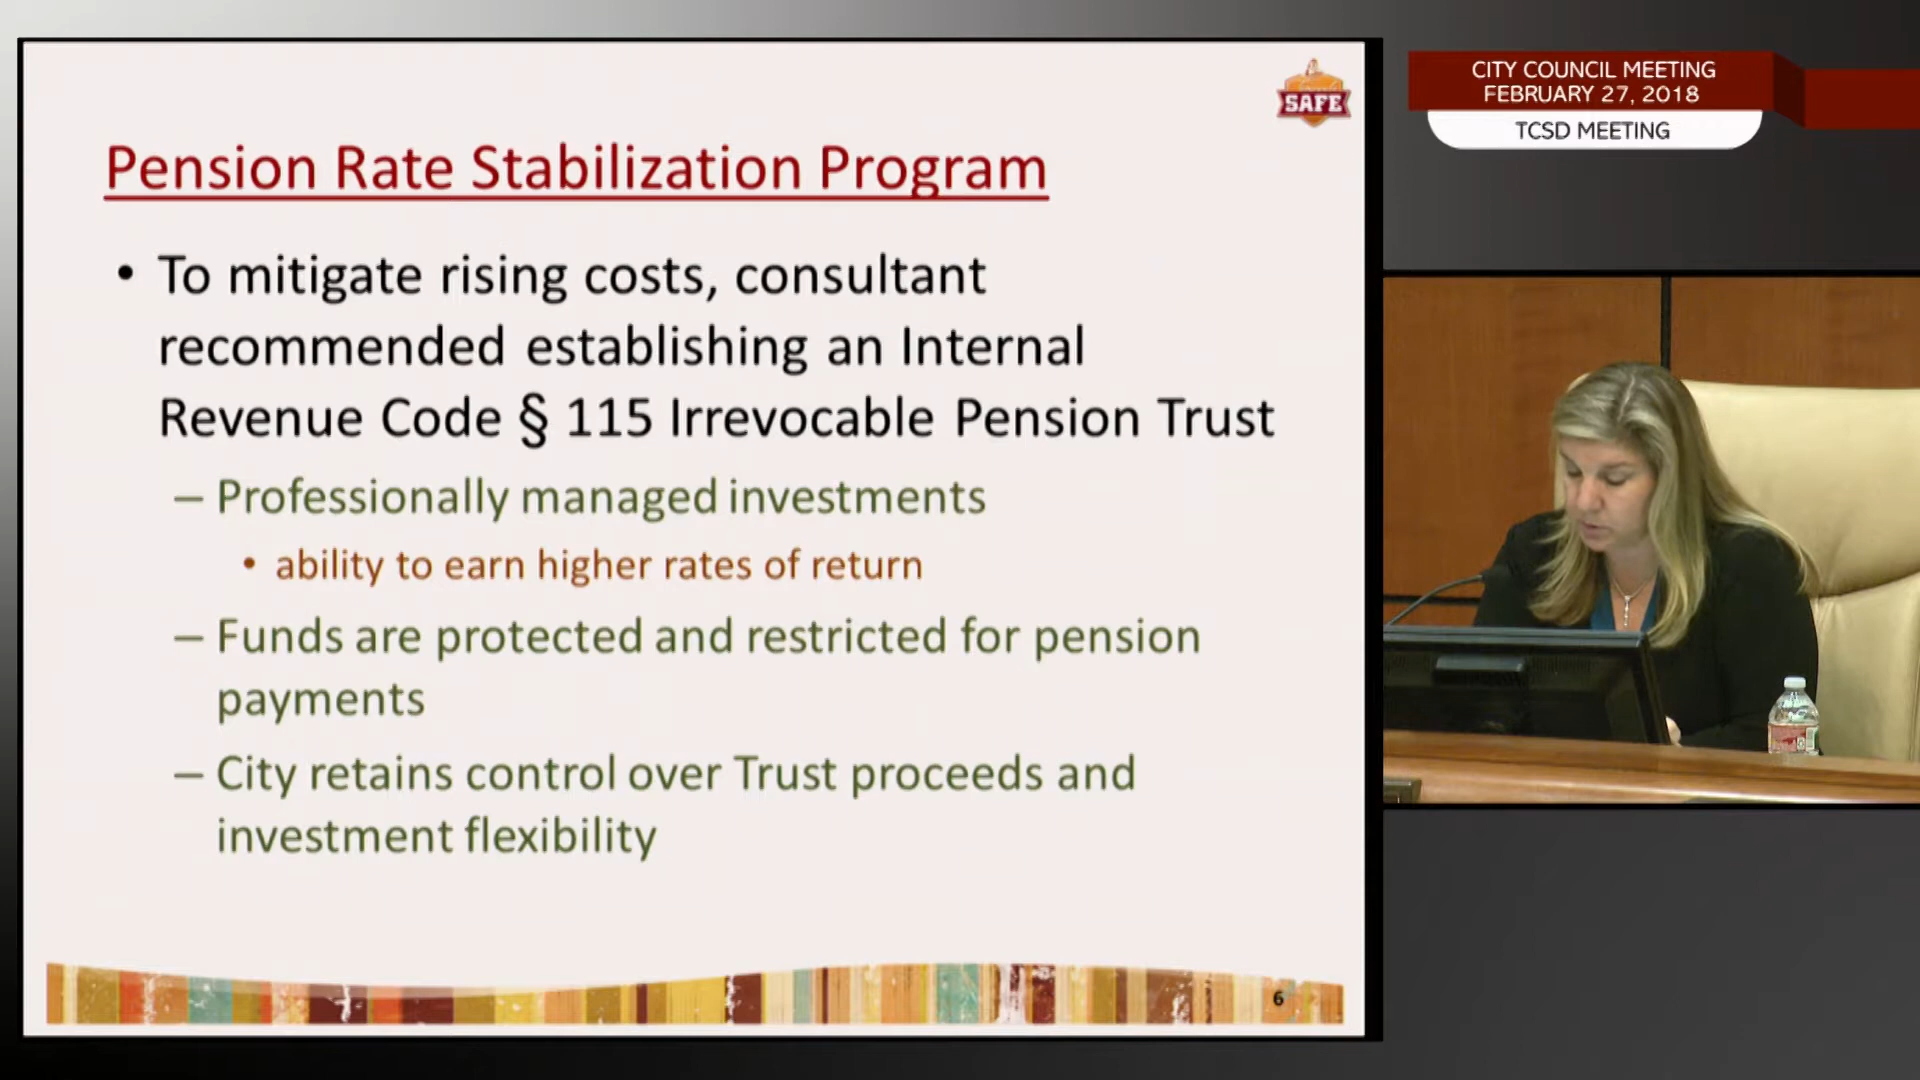 SAFE
CITY COUNCIL MEETING
FEBRUARY 27, 2018
TCSD MEETING
Pension Rate Stabilization Program
• To mitigate rising costs, consultant
recommended establishing an Internal
Revenue Code § 115 Irrevocable Pension Trust
– Professionally managed investments
• ability to earn higher rates of return
– Funds are protected and restricted for pension
payments
– City retains control over Trust proceeds and
investment flexibility
6